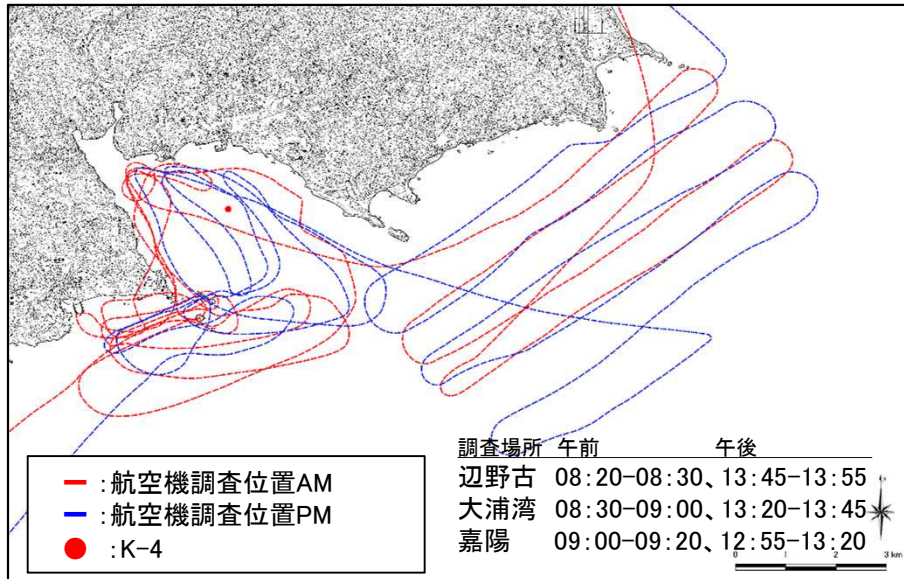 調査場所 午前 午後
辺野古 08:20-08:30、13:45-13:55
大浦湾 08:30-09:00、13:20-13:45
嘉陽 09:00-09:20、12:55-13:20
:航空機調査位置AM
:航空機調査位置PM
:K-4
0 1 2 3 km